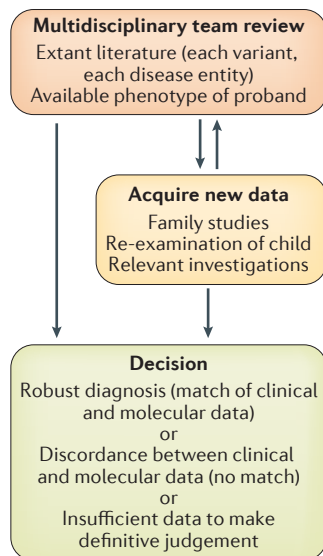 Multidisciplinary team review
Extant literature (each variant,
each disease entity)
Available phenotype of proband
Acquire new data
Family studies
Re-examination of child
Relevant investigations
Decision
Robust diagnosis (match of clinical
and molecular data)
or
Discordance between clinical
and molecular data (no match)
or
Insufficient data to make
definitive judgement